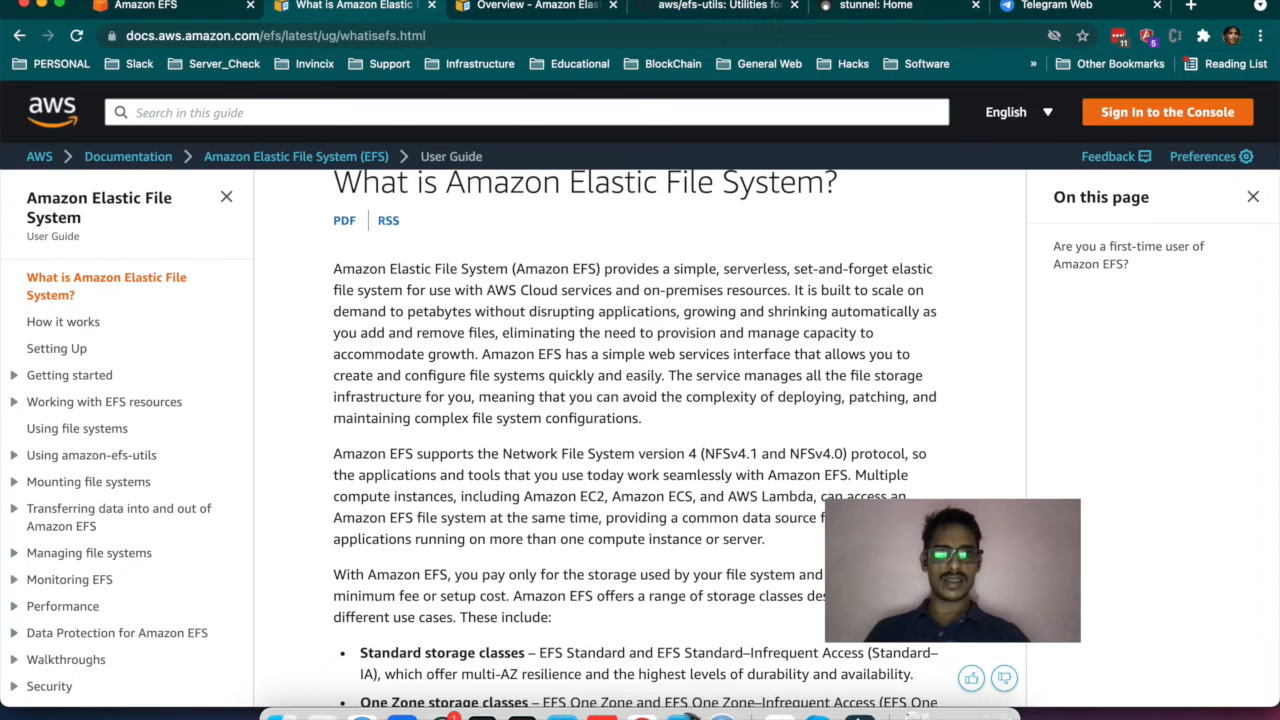 Amazon EFS
What is Amazon Elastic F
Overview - Amazon Elast
aws/efs-utils: Utilities fo
stunnel: Home
Telegram Web
docs.aws.amazon.com/efs/latest/ug/whatisefs.html
11
5
PERSONAL
Slack
Server_Check
Invincix
Support
Infrastructure
Educational
BlockChain
General Web
Hacks
Software
»
Other Bookmarks
Reading List
aws
Search in this guide
English
Sign In to the Console
AWS
Documentation
Amazon Elastic File System (EFS)
User Guide
Feedback
Preferences
Amazon Elastic File
System
User Guide
What is Amazon Elastic File
System?
How it works
Setting Up
Getting started
Working with EFS resources
Using file systems
Using amazon-efs-utils
Mounting file systems
Transferring data into and out of
Amazon EFS
Managing file systems
Monitoring EFS
Performance
Data Protection for Amazon EFS
Walkthroughs
Security
What is Amazon Elastic File System?
PDF
RSS
Amazon Elastic File System (Amazon EFS) provides a simple, serverless, set-and-forget elastic
file system for use with AWS Cloud services and on-premises resources. It is built to scale on
demand to petabytes without disrupting applications, growing and shrinking automatically as
you add and remove files, eliminating the need to provision and manage capacity to
accommodate growth. Amazon EFS has a simple web services interface that allows you to
create and configure file systems quickly and easily. The service manages all the file storage
infrastructure for you, meaning that you can avoid the complexity of deploying, patching, and
maintaining complex file system configurations.
Amazon EFS supports the Network File System version 4 (NFSv4.1 and NFSv4.0) protocol, so
the applications and tools that you use today work seamlessly with Amazon EFS. Multiple
compute instances, including Amazon EC2, Amazon ECS, and AWS Lambda, can access an
Amazon EFS file system at the same time, providing a common data source f
applications running on more than one compute instance or server.
With Amazon EFS, you pay only for the storage used by your file system and
minimum fee or setup cost. Amazon EFS offers a range of storage classes des
different use cases. These include:
• Standard storage classes – EFS Standard and EFS Standard–Infrequent Access (Standard–
IA), which offer multi-AZ resilience and the highest levels of durability and availability.
• One Zone storage classes – EFS One Zone and EFS One Zone–Infrequent Access (EFS One
On this page
Are you a first-time user of
Amazon EFS?
1